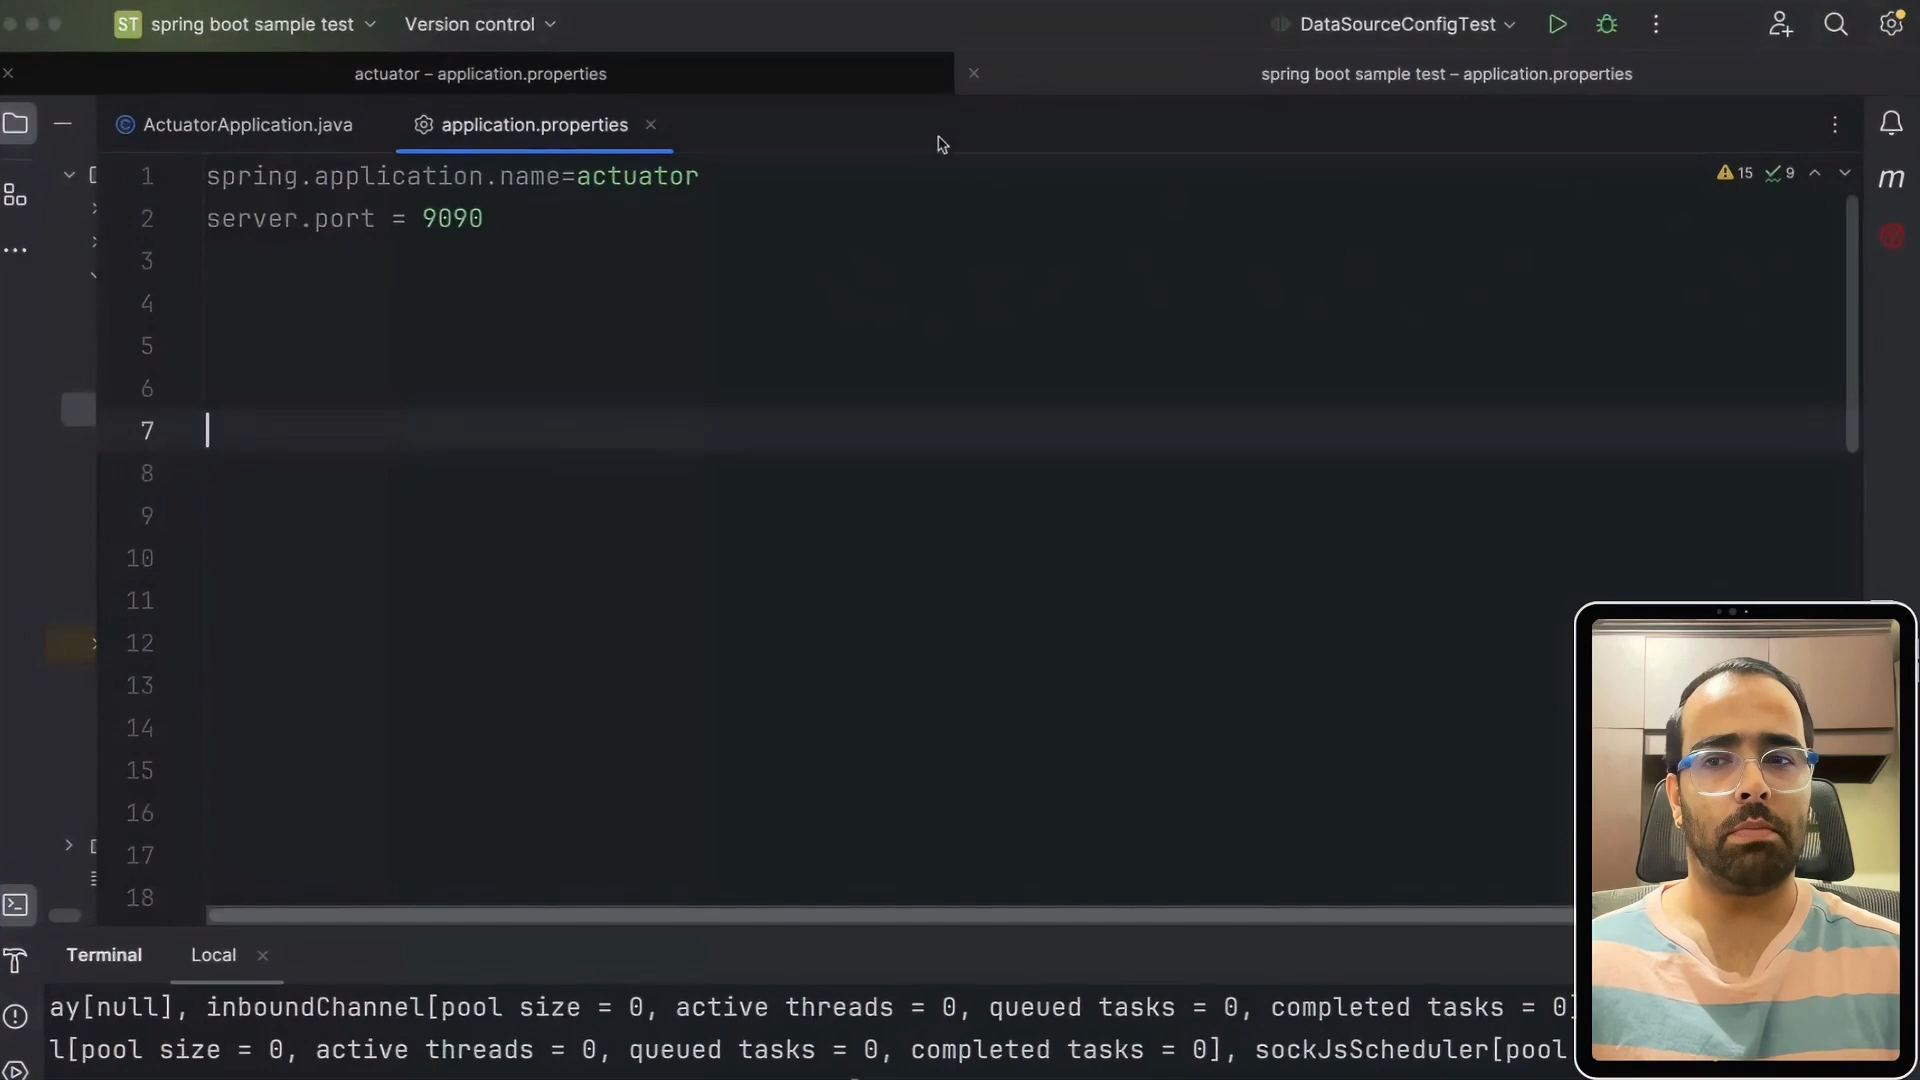 ST spring boot sample test Version control DataSourceConfigTest
actuator – application.properties spring boot sample test – application.properties
ActuatorApplication.java application.properties
1 spring.application.name=actuator 15 9
2 server.port = 9090
3
4
5
6
7
8
9
10
11
12
13
14
15
16
17
18
Terminal Local
ay[null], inboundChannel[pool size = 0, active threads = 0, queued tasks = 0, completed tasks = 0]
l[pool size = 0, active threads = 0, queued tasks = 0, completed tasks = 0], sockJsScheduler[pool